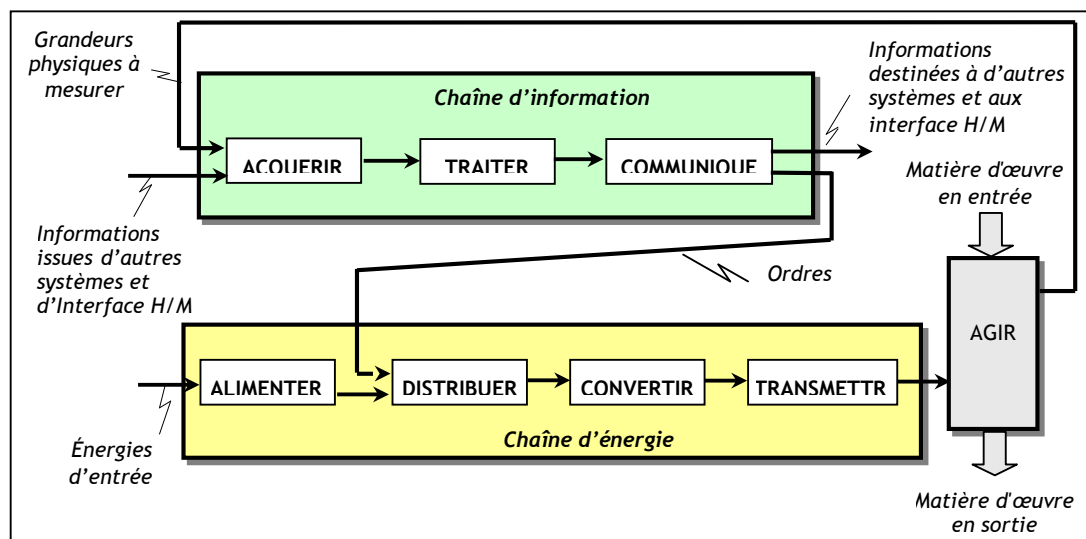 Grandeurs
physiques à
mesurer
Chaîne d’information
Informations
destinées à d’autres
systèmes et aux
interface H/M
ACQUERIR
TRAITER
COMMUNIQUE
Matière d'œuvre
en entrée
Informations
issues d’autres
systèmes et
d’Interface H/M
Ordres
AGIR
ALIMENTER
DISTRIBUER
CONVERTIR
TRANSMETTR
Chaîne d’énergie
Énergies
d’entrée
Matière d'œuvre
en sortie